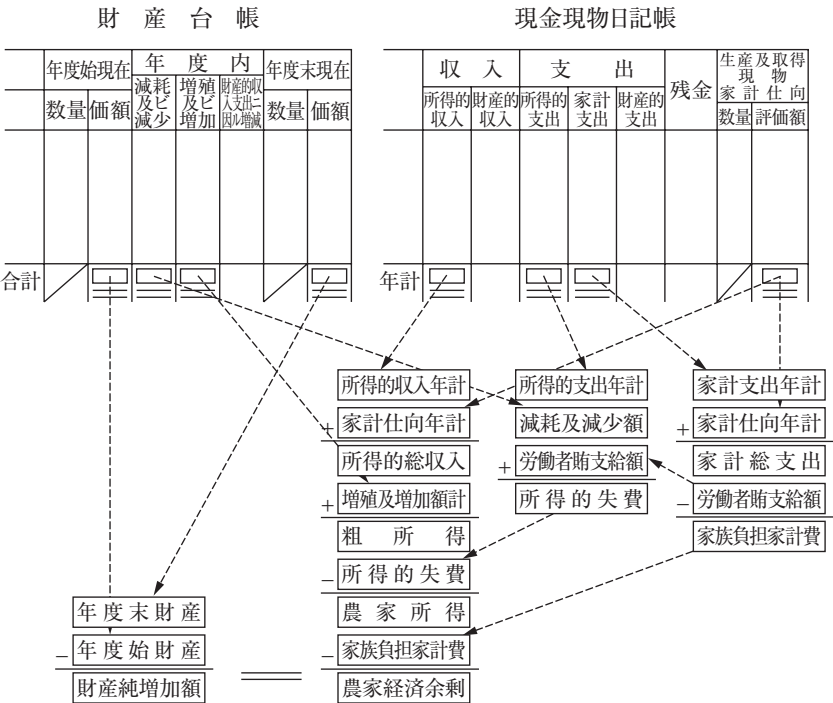 財産台帳
年度始現在
年度内
年度末現在
数量
価額
減耗
及ビ
減少
増殖
及ビ
増加
財産的収
入支出ニ
因ル増減
数量
価額
合計
現金現物日記帳
収入
支出
残金
生産及取得
現物
家計仕向
所得的
収入
財産的
収入
所得的
支出
家計
支出
財産的
支出
数量
評価額
年計
所得的収入年計
+ 家計仕向年計
所得的総収入
+ 増殖及増加額計
粗所得
− 所得的失費
農家所得
− 家族負担家計費
農家経済余剰
所得的支出年計
減耗及減少額
+ 労働者賄支給額
所得的失費
家計支出年計
+ 家計仕向年計
家計総支出
− 労働者賄支給額
家族負担家計費
年度末財産
− 年度始財産
財産純増加額